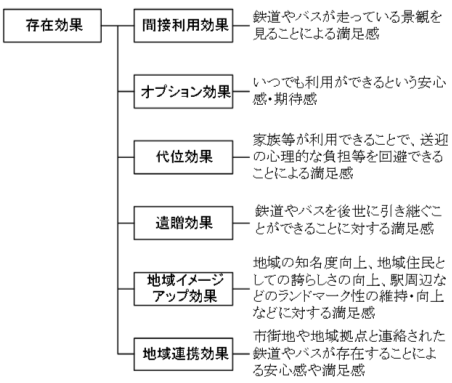 存在効果
間接利用効果
鉄道やバスが走っている景観を
見ることによる満足感
オプション効果
いつでも利用ができるという安心
感・期待感
代位効果
家族等が利用できることで、送迎
の心理的な負担等を回避できる
ことによる満足感
遺贈効果
鉄道やバスを後世に引き継ぐこ
とができることに対する満足感
地域イメージ
アップ効果
地域の知名度向上、地域住民と
しての誇らしさの向上、駅周辺な
どのランドマーク性の維持・向上
などに対する満足感
地域連携効果
市街地や地域拠点と連絡された
鉄道やバスが存在することによ
る安心感や満足感